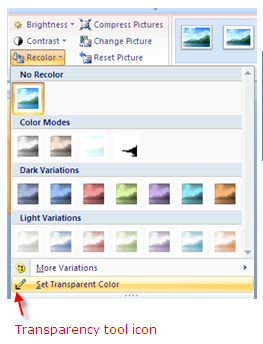 Brightness Compress Pictures
Contrast Change Picture
Recolor Reset Picture
No Recolor
Color Modes
Dark Variations
Light Variations
More Variations
Set Transparent Color
Transparency tool icon